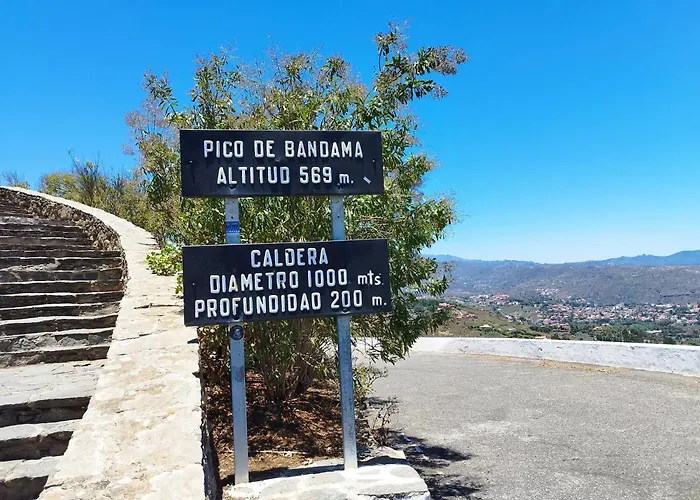 PICO DE BANDAMA
ALTITUD 569 m.
CALDERA
DIAMETRO 1000 mts.
PROFUNDIDAD 200 m.